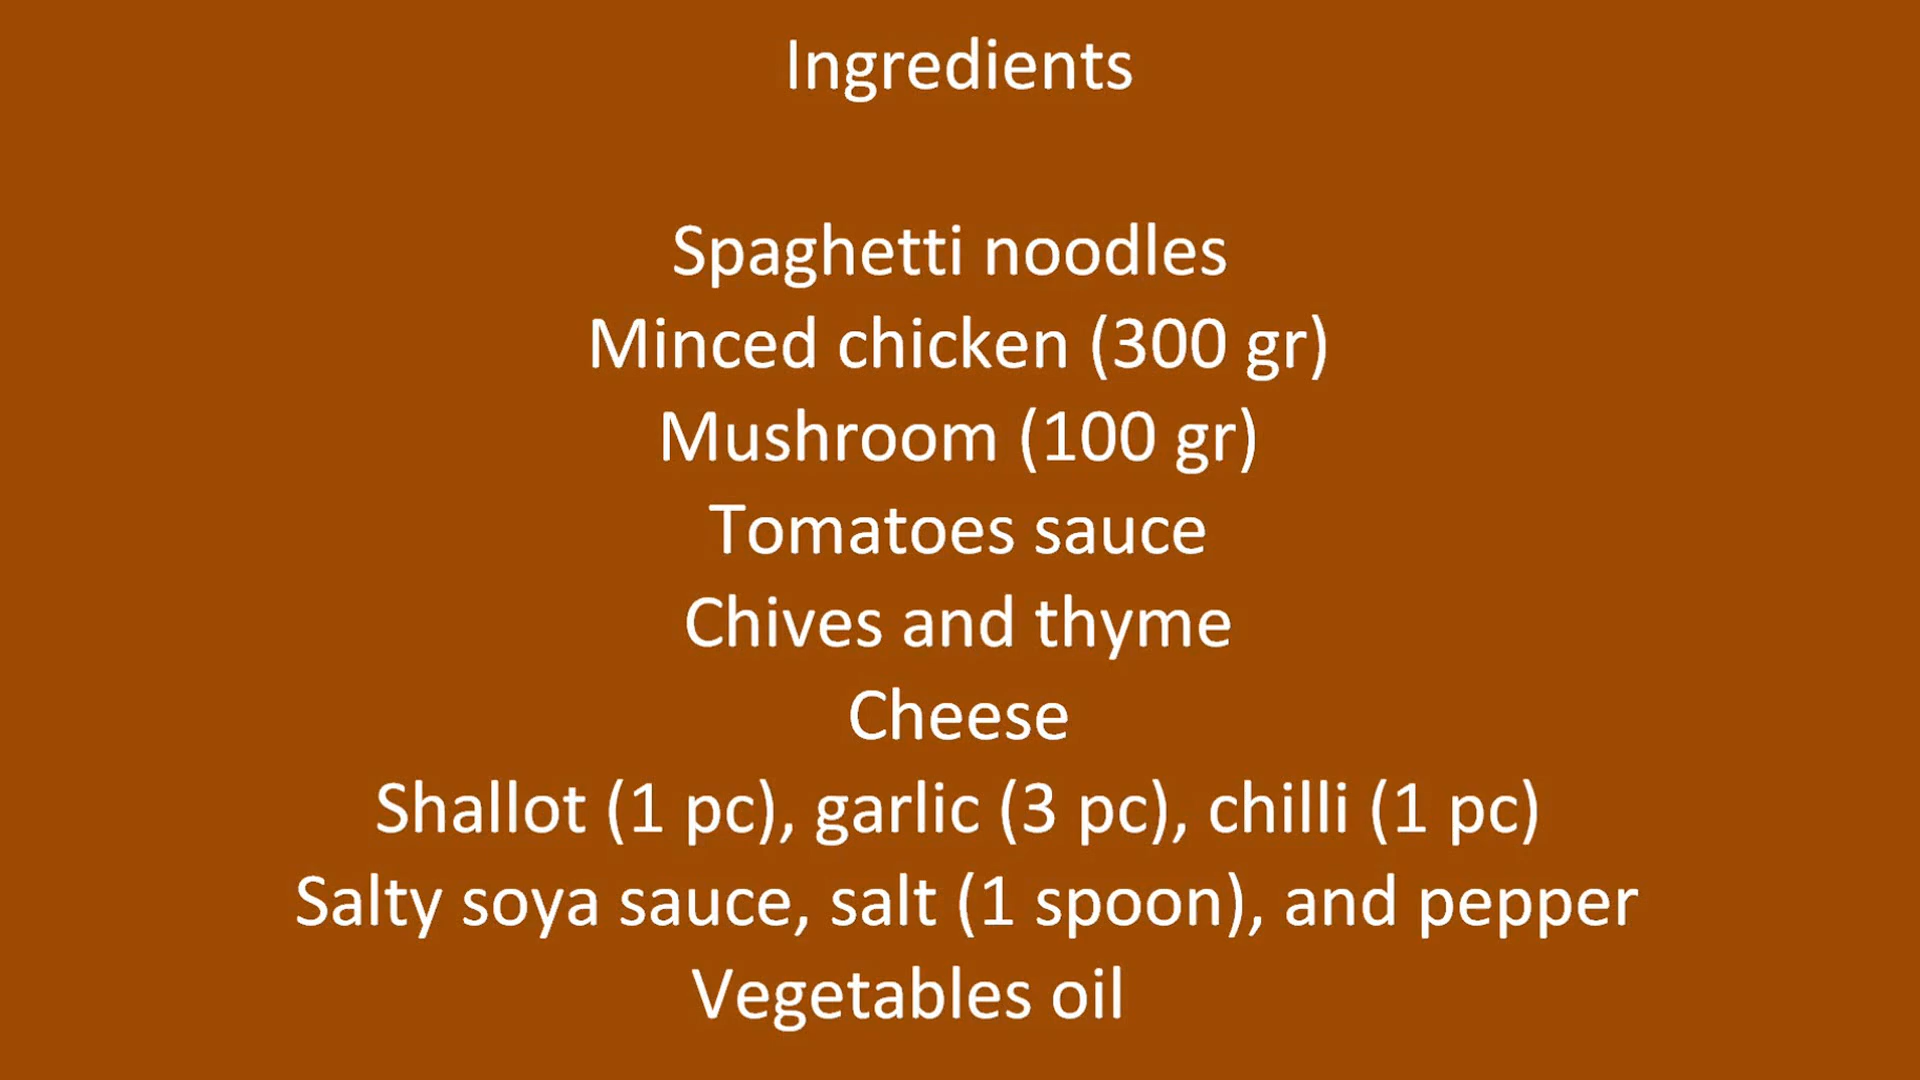 Ingredients
Spaghetti noodles
Minced chicken (300 gr)
Mushroom (100 gr)
Tomatoes sauce
Chives and thyme
Cheese
Shallot (1 pc), garlic (3 pc), chilli (1 pc)
Salty soya sauce, salt (1 spoon), and pepper
Vegetables oil